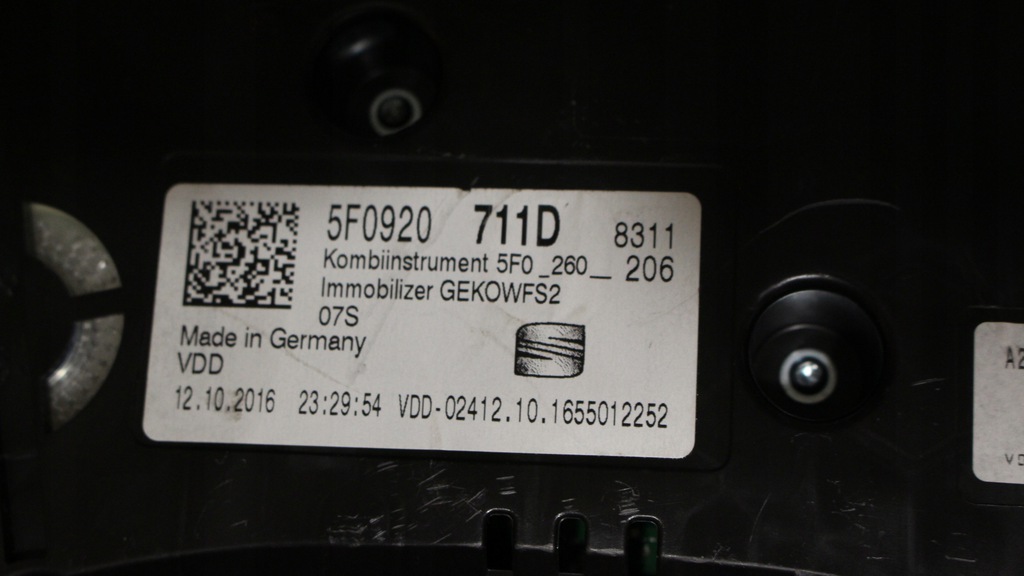 5F0920 711D 8311
Kombiinstrument 5F0_260__ 206
Immobilizer GEKOWFS2
07S
Made in Germany
VDD
12.10.2016 23:29:54 VDD-02412.10.1655012252